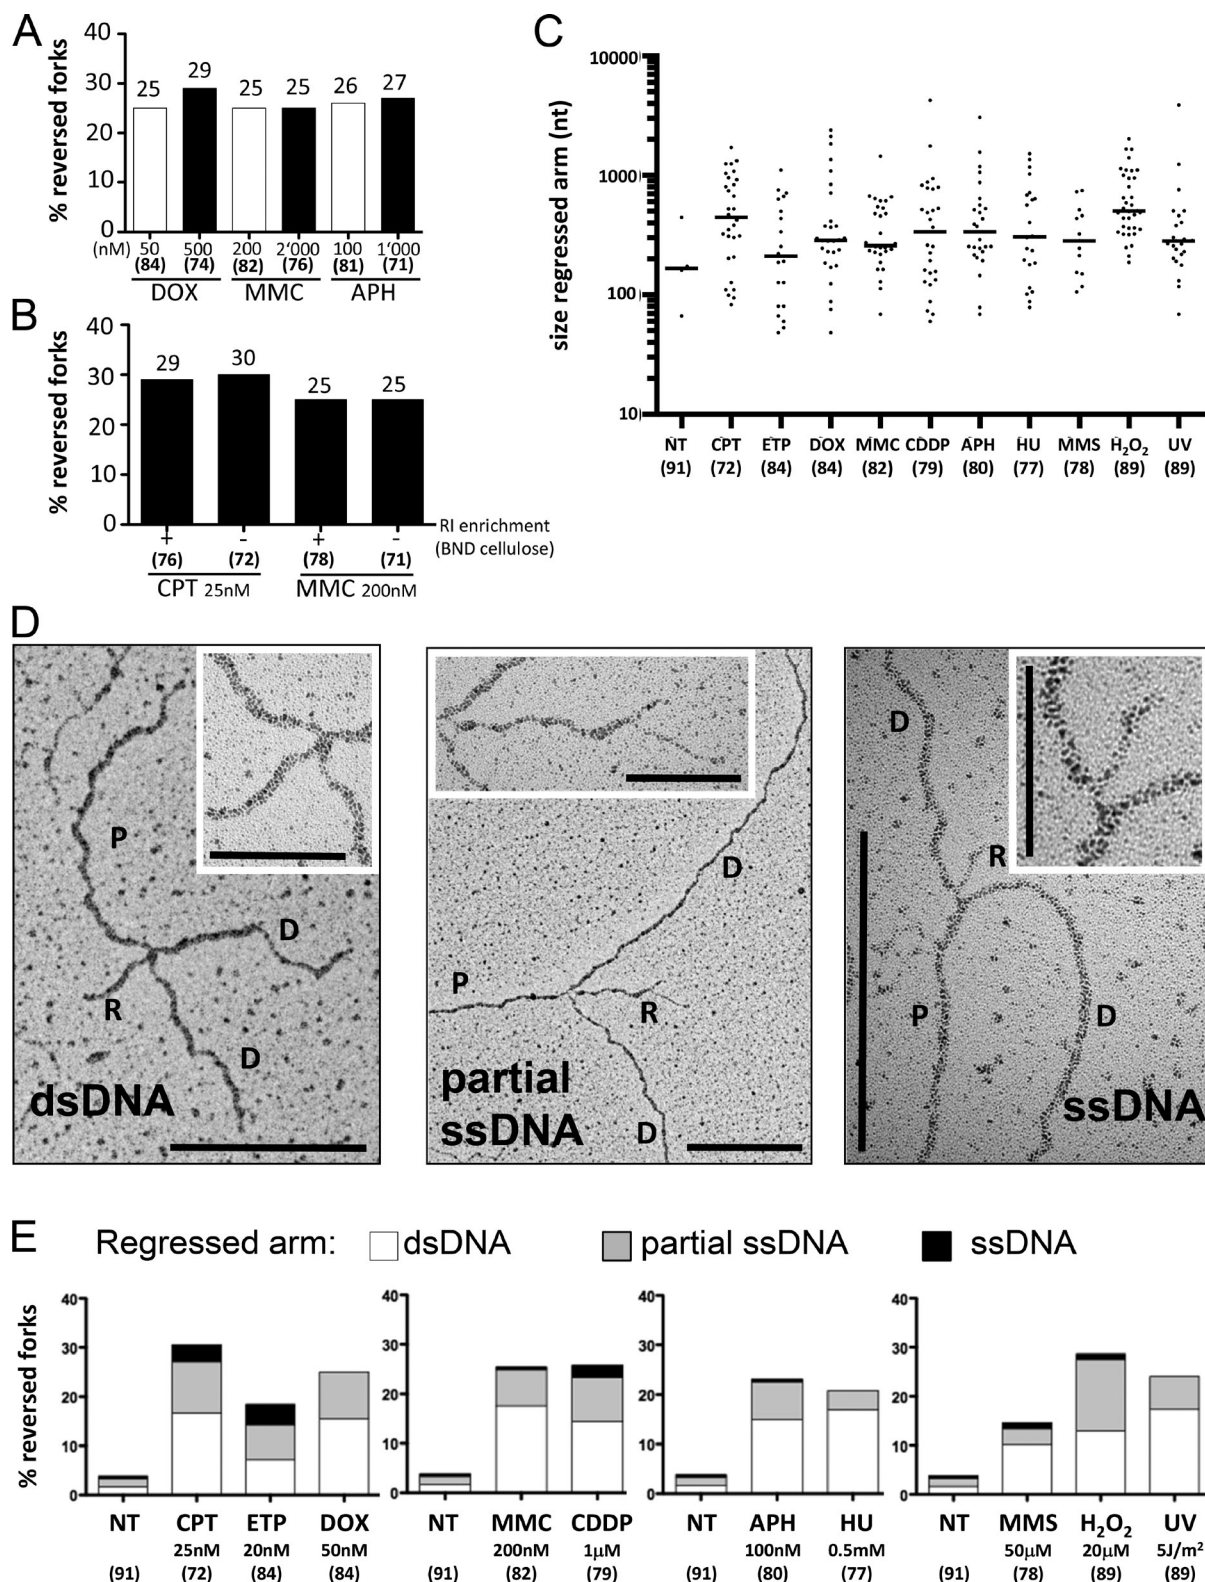 A
% reversed forks
40
30
20
10
0
25 29 25 25 26 27
(nM) 50 500 200 2'000 100 1'000
(84) (74) (82) (76) (81) (71)
DOX MMC APH
B
% reversed forks
40
30
20
10
0
29 30 25 25
+ - + -
RI enrichment
(BND cellulose)
(76) (72) (78) (71)
CPT 25nM MMC 200nM
C
size regressed arm (nt)
10000
1000
100
10
NT CPT ETP DOX MMC CDDP APH HU MMS H₂O₂ UV
(91) (72) (84) (84) (82) (79) (80) (77) (78) (89) (89)
D
P
D
R
D
dsDNA
D
P
R
D
partial
ssDNA
D
R
P
D
ssDNA
E
Regressed arm: dsDNA partial ssDNA ssDNA
% reversed forks
40
30
20
10
0
NT CPT ETP DOX
25nM 20nM 50nM
(91) (72) (84) (84)
40
30
20
10
0
NT MMC CDDP
200nM 1µM
(91) (82) (79)
40
30
20
10
0
NT APH HU
100nM 0.5mM
(91) (80) (77)
40
30
20
10
0
NT MMS H₂O₂ UV
50µM 20µM 5J/m²
(91) (78) (89) (89)